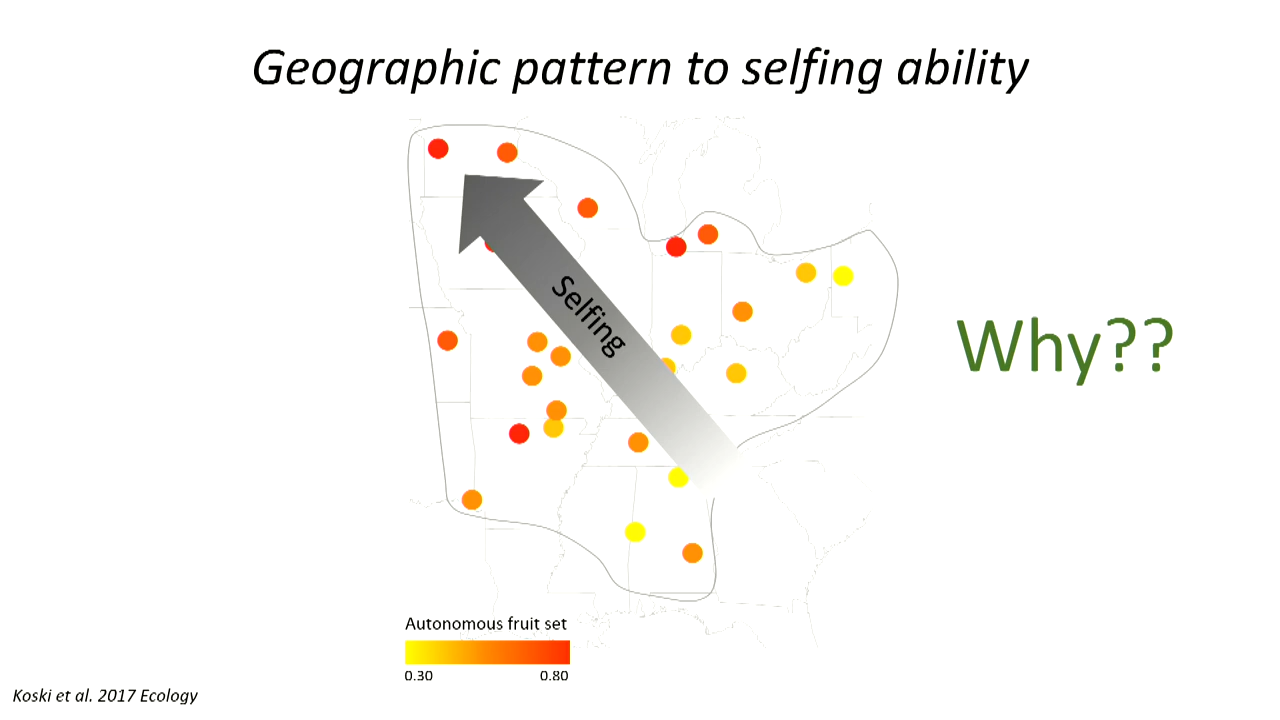 Geographic pattern to selfing ability
Selfing
Why??
Autonomous fruit set
0.30 0.80
Koski et al. 2017 Ecology